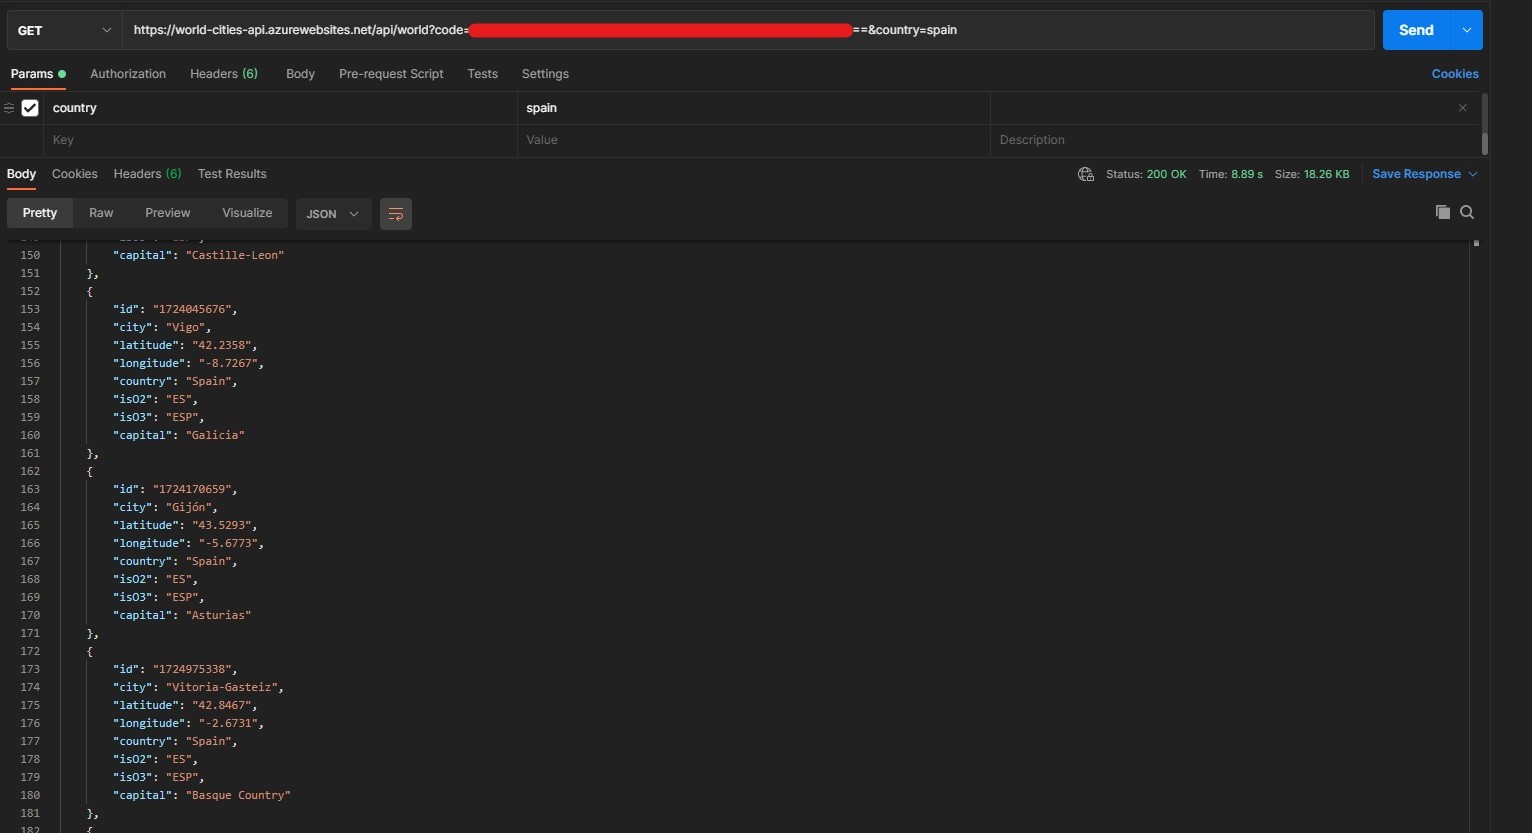 GET https://world-cities-api.azurewebsites.net/api/world?code= ==&country=spain Send
Params Authorization Headers (6) Body Pre-request Script Tests Settings Cookies
country spain
Key Value Description
Body Cookies Headers (6) Test Results Status: 200 OK Time: 8.89 s Size: 18.26 KB Save Response
Pretty Raw Preview Visualize JSON
150 "capital": "Castille-Leon"
151 },
152 {
153 "id": "1724045676",
154 "city": "Vigo",
155 "latitude": "42.2358",
156 "longitude": "-8.7267",
157 "country": "Spain",
158 "isO2": "ES",
159 "isO3": "ESP",
160 "capital": "Galicia"
161 },
162 {
163 "id": "1724170659",
164 "city": "Gijón",
165 "latitude": "43.5293",
166 "longitude": "-5.6773",
167 "country": "Spain",
168 "isO2": "ES",
169 "isO3": "ESP",
170 "capital": "Asturias"
171 },
172 {
173 "id": "1724975338",
174 "city": "Vitoria-Gasteiz",
175 "latitude": "42.8467",
176 "longitude": "-2.6731",
177 "country": "Spain",
178 "isO2": "ES",
179 "isO3": "ESP",
180 "capital": "Basque Country"
181 },
182 {